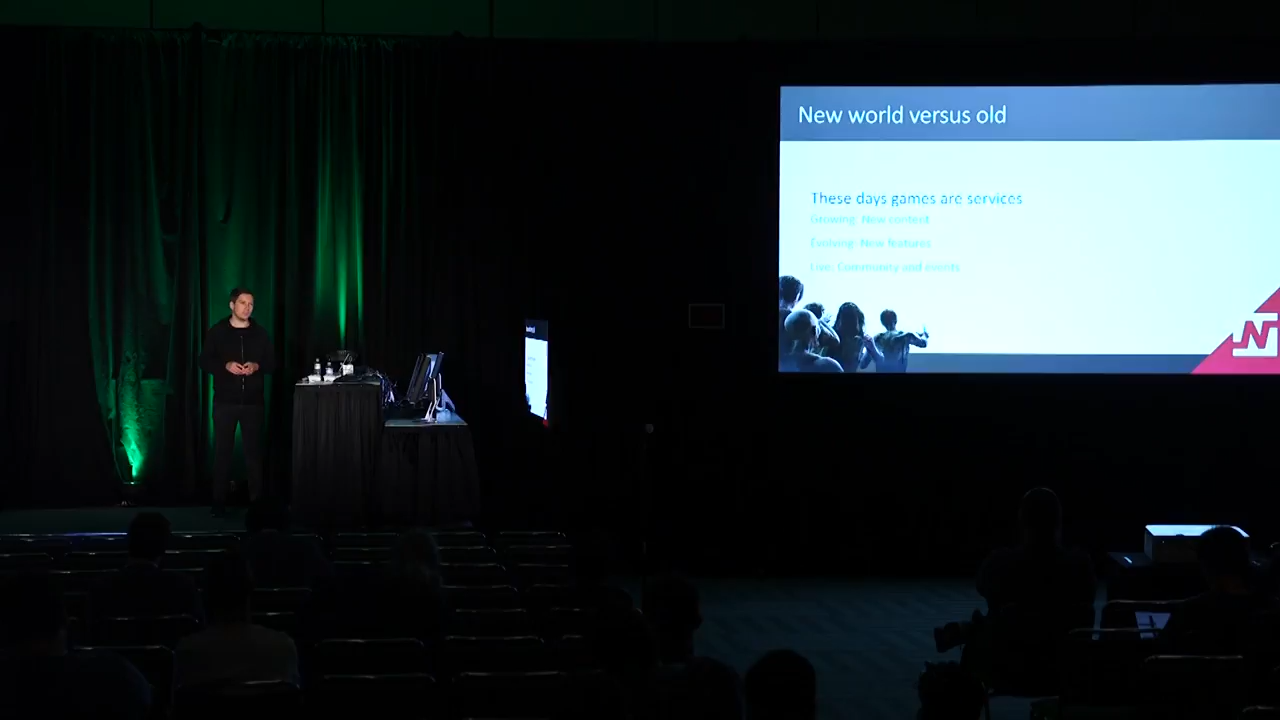 New world versus old
These days games are services
Growing: New content
Evolving: New features
Live: Community and events
N